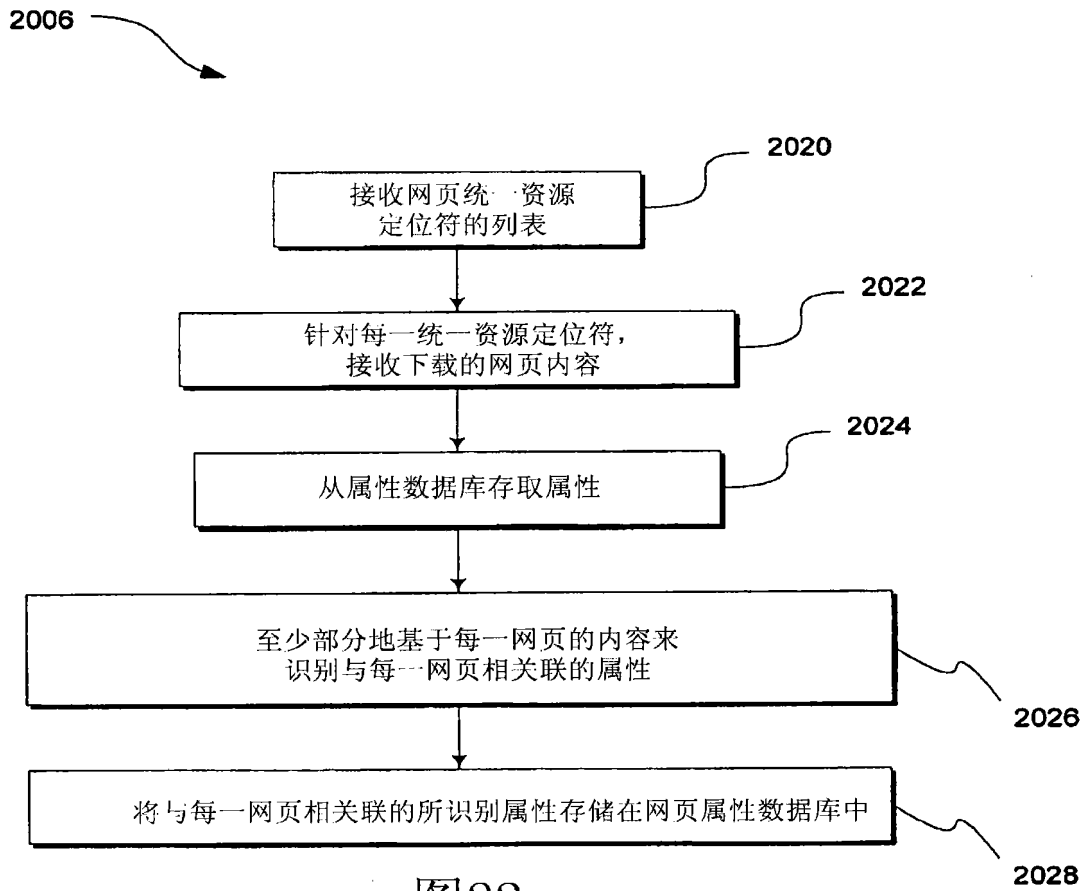 2006
2020
接收网页统一资源
定位符的列表
2022
针对每一统一资源定位符，
接收下载的网页内容
2024
从属性数据库存取属性
至少部分地基于每一网页的内容来
识别与每一网页相关联的属性
2026
将与每一网页相关联的所识别属性存储在网页属性数据库中
2028